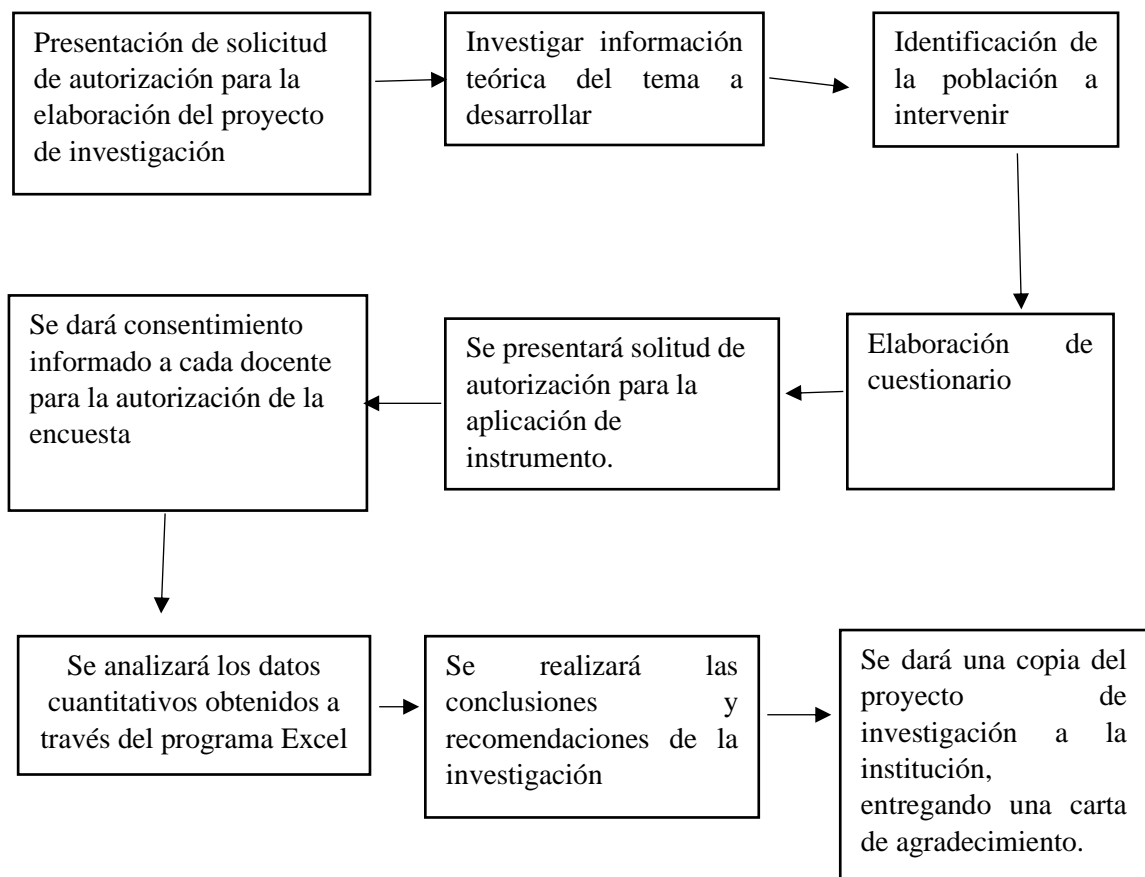 Presentación de solicitud
de autorización para la
elaboración del proyecto
de investigación
Investigar información
teórica del tema a
desarrollar
Identificación de
la población a
intervenir
Elaboración de
cuestionario
Se presentará solitud de
autorización para la
aplicación de
instrumento.
Se dará consentimiento
informado a cada docente
para la autorización de la
encuesta
Se analizará los datos
cuantitativos obtenidos a
través del programa Excel
Se realizará las
conclusiones y
recomendaciones de la
investigación
Se dará una copia del
proyecto de
investigación a la
institución,
entregando una carta
de agradecimiento.